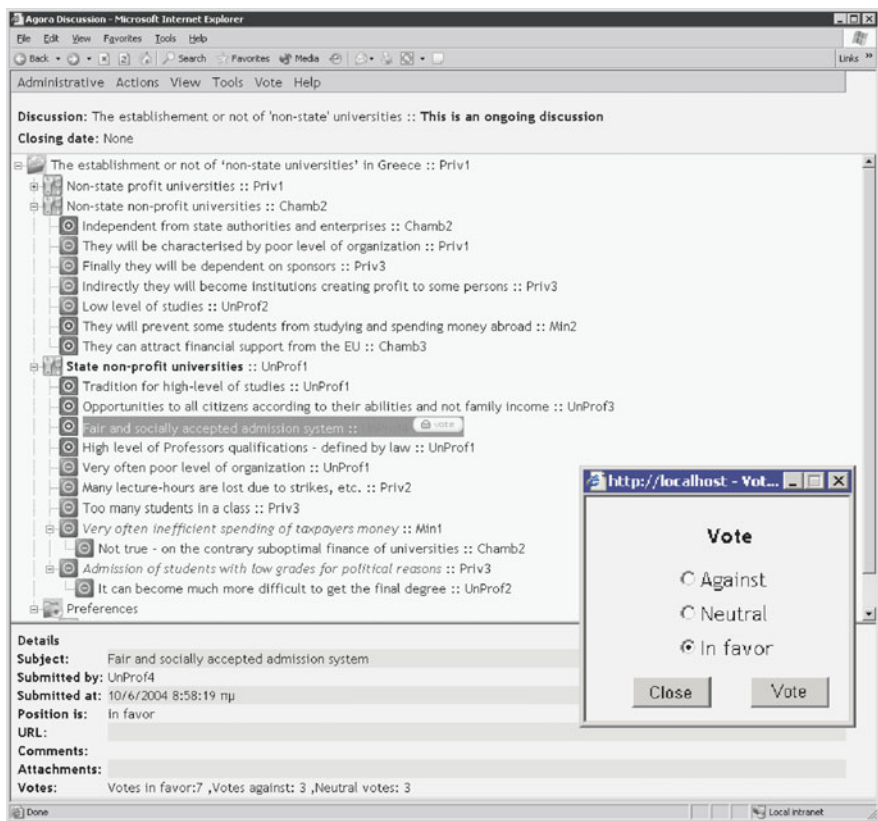 Agora Discussion - Microsoft Internet Explorer
File Edit View Favorites Tools Help
Back Search Favorites Media Links »
Administrative Actions View Tools Vote Help
Discussion: The establishement or not of 'non-state' universities :: This is an ongoing discussion
Closing date: None
The establishment or not of ‘non-state universities’ in Greece :: Priv1
Non-state profit universities :: Priv1
Non-state non-profit universities :: Chamb2
Independent from state authorities and enterprises :: Chamb2
They will be characterised by poor level of organization :: Priv1
Finally they will be dependent on sponsors :: Priv3
Indirectly they will become institutions creating profit to some persons :: Priv3
Low level of studies :: UnProf2
They will prevent some students from studying and spending money abroad :: Min2
They can attract financial support from the EU :: Chamb3
State non-profit universities :: UnProf1
Tradition for high-level of studies :: UnProf1
Opportunities to all citizens according to their abilities and not family income :: UnProf3
Fair and socially accepted admission system :: UnProf4 vote
High level of Professors qualifications - defined by law :: UnProf1
Very often poor level of organization :: UnProf1
Many lecture-hours are lost due to strikes, etc. :: Priv2
Too many students in a class :: Priv3
Very often inefficient spending of taxpayers money :: Min1
Not true - on the contrary suboptimal finance of universities :: Chamb2
Admission of students with low grades for political reasons :: Priv3
It can become much more difficult to get the final degree :: UnProf2
Preferences
http://localhost - Vot...
Vote
Against
Neutral
In favor
Close Vote
Details
Subject: Fair and socially accepted admission system
Submitted by: UnProf4
Submitted at: 10/6/2004 8:58:19 πμ
Position is: in favor
URL:
Comments:
Attachments:
Votes: Votes in favor:7 ,Votes against: 3 ,Neutral votes: 3
Done Local intranet